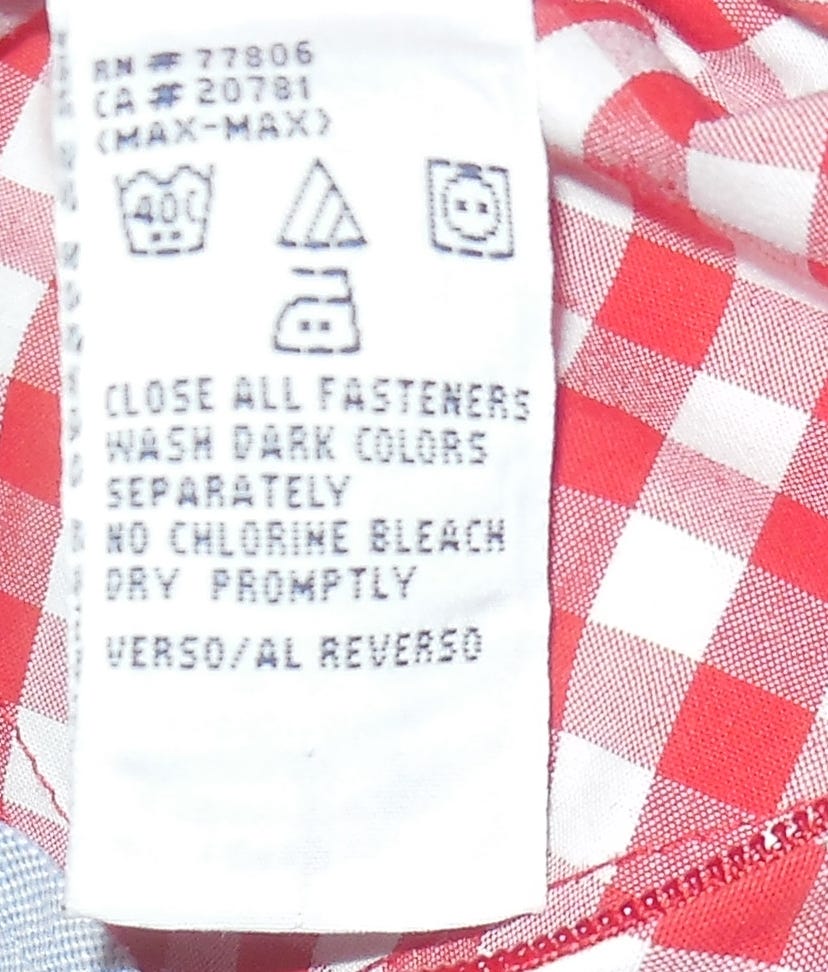 RN # 77806
CA # 20781
(MAX-MAX)
40C
CLOSE ALL FASTENERS
WASH DARK COLORS
SEPARATELY
NO CHLORINE BLEACH
DRY PROMPTLY
VERSO/AL REVERSO